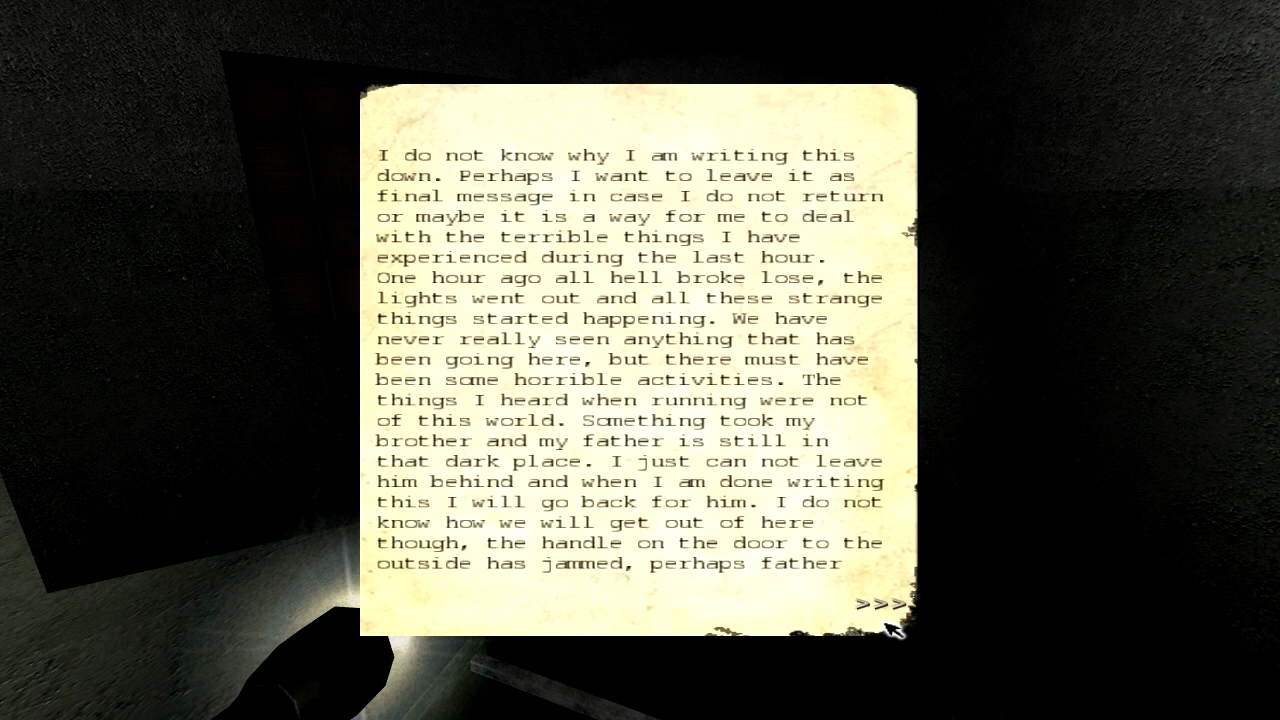 I do not know why I am writing this
down. Perhaps I want to leave it as
final message in case I do not return
or maybe it is a way for me to deal
with the terrible things I have
experienced during the last hour.
One hour ago all hell broke lose, the
lights went out and all these strange
things started happening. We have
never really seen anything that has
been going here, but there must have
been some horrible activities. The
things I heard when running were not
of this world. Something took my
brother and my father is still in
that dark place. I just can not leave
him behind and when I am done writing
this I will go back for him. I do not
know how we will get out of here
though, the handle on the door to the
outside has jammed, perhaps father
>>>